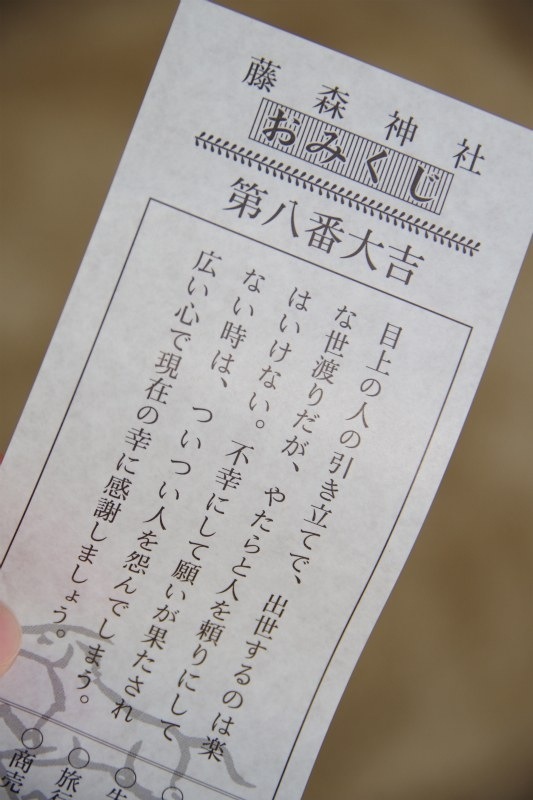 藤森神社
おみくじ
第八番大吉
目上の人の引き立てで、出世するのは楽
な世渡りだが、やたらと人を頼りにして
はいけない。不幸にして願いが果たされ
ない時は、ついつい人を怨んでしまう。
広い心で現在の幸に感謝しましょう。
○
○
○旅行
○商売